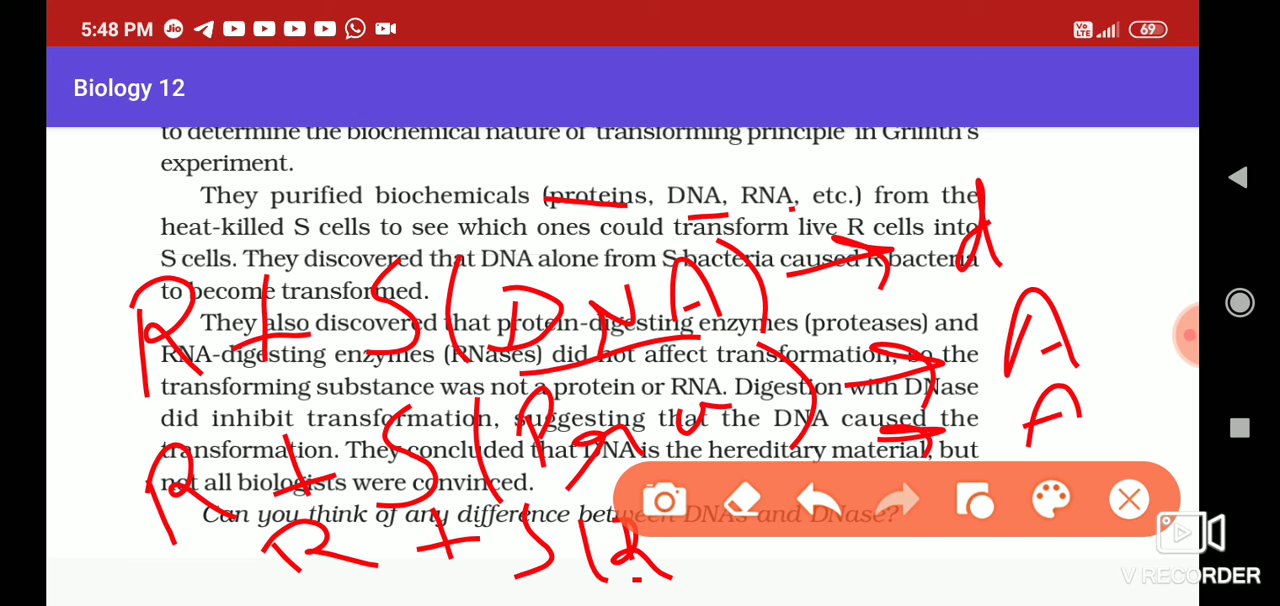 5:48 PM Jio Vo LTE 69
Biology 12
to determine the biochemical nature of 'transforming principle' in Griffith's
experiment.
They purified biochemicals (proteins, DNA, RNA, etc.) from the
heat-killed S cells to see which ones could transform live R cells into
S cells. They discovered that DNA alone from S bacteria caused R bacteria
to become transformed.
R + S (DNA) → d
They also discovered that protein-digesting enzymes (proteases) and
RNA-digesting enzymes (RNases) did not affect transformation, so the
transforming substance was not a protein or RNA. Digestion with DNase
did inhibit transformation, suggesting that the DNA caused the
transformation. They concluded that DNA is the hereditary material, but
not all biologists were convinced.
R + S (
Can you think of any difference between DNAs and DNase?
R + S (R
A
A
V RECORDER